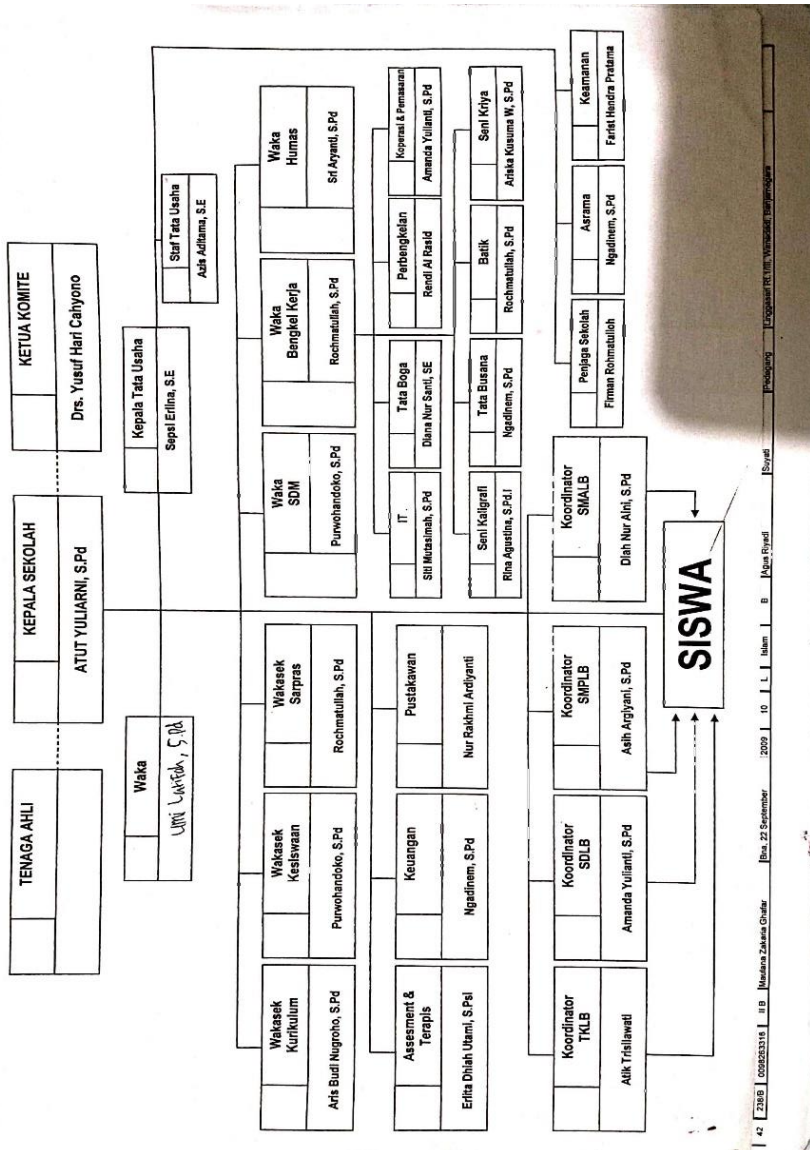 TENAGA AHLI
KEPALA SEKOLAH
ATUT YULIARNI, S.Pd
KETUA KOMITE
Drs. Yusuf Hari Cahyono
Waka
Umi Latifah, S.Pd
Kepala Tata Usaha
Sepsi Erlina, S.E
Staf Tata Usaha
Azis Aditama, S.E
Wakasek
Kurikulum
Aris Budi Nugroho, S.Pd
Wakasek
Kesiswaan
Purwohandoko, S.Pd
Wakasek
Sarpras
Rochmatullah, S.Pd
Waka
SDM
Purwohandoko, S.Pd
Waka
Bengkel Kerja
Rochmatullah, S.Pd
Waka
Humas
Sri Aryanti, S.Pd
Assesment &
Terapis
Erlita Dhiah Utami, S.Psi
Keuangan
Ngadinem, S.Pd
Pustakawan
Nur Rakhmi Ardiyanti
IT
Siti Mutasimah, S.Pd
Tata Boga
Diana Nur Santi, SE
Perbengkelan
Rendi Al Rasid
Koperasi & Pemasaran
Amanda Yulianti, S.Pd
Seni Kaligrafi
Rina Agustina, S.Pd.I
Tata Busana
Ngadinem, S.Pd
Batik
Rochmatullah, S.Pd
Seni Kriya
Ariska Kusuma W, S.Pd
Koordinator
TKLB
Atik Trisilawati
Koordinator
SDLB
Amanda Yulianti, S.Pd
Koordinator
SMPLB
Asih Argiyani, S.Pd
Koordinator
SMALB
Diah Nur Aini, S.Pd
Penjaga Sekolah
Firman Rohmatulloh
Asrama
Ngadinem, S.Pd
Keamanan
Farist Hendra Pratama
SISWA
42 238/B 0098263316 II B Maulana Zakaria Ghafar Bna, 22 September 2009 10 L Islam B Agus Riyadi Suyati Pedagang Linggasari Rt.1/III, Wanadadi, Banjarnegara